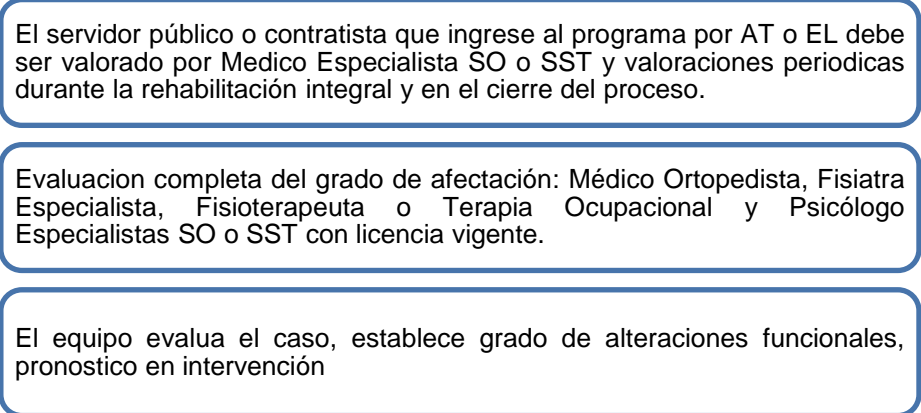 El servidor público o contratista que ingrese al programa por AT o EL debe
ser valorado por Medico Especialista SO o SST y valoraciones periodicas
durante la rehabilitación integral y en el cierre del proceso.
Evaluacion completa del grado de afectación: Médico Ortopedista, Fisiatra
Especialista, Fisioterapeuta o Terapia Ocupacional y Psicólogo
Especialistas SO o SST con licencia vigente.
El equipo evalua el caso, establece grado de alteraciones funcionales,
pronostico en intervención